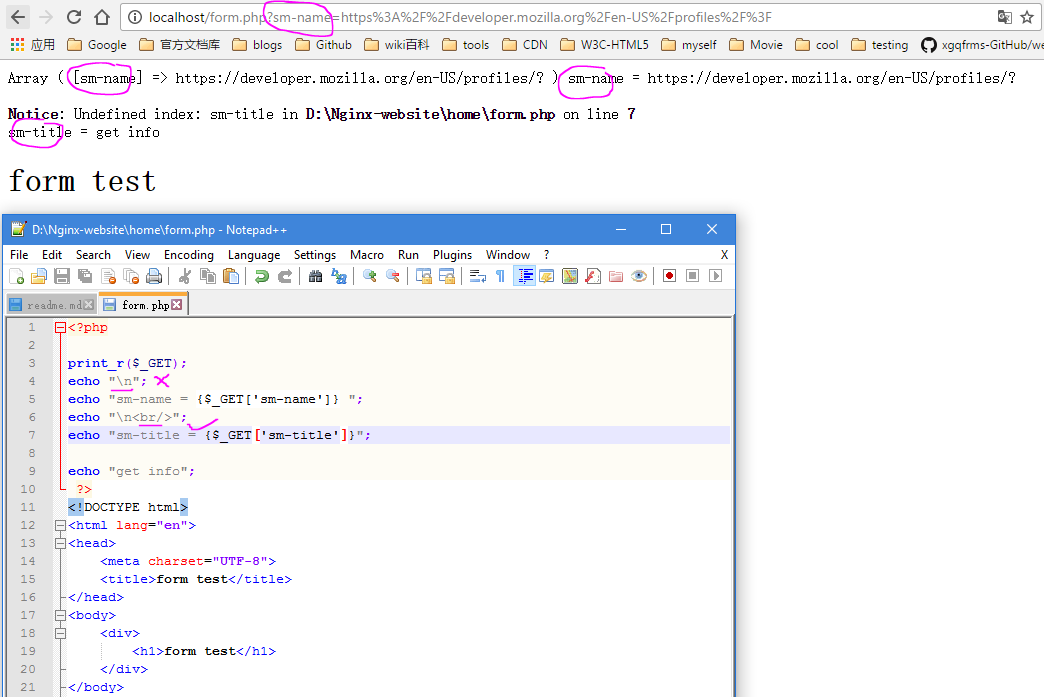 localhost/form.php?sm-name=https%3A%2F%2Fdeveloper.mozilla.org%2Fen-US%2Fprofiles%2F%3F
应用 Google 官方文档库 blogs Github wiki百科 tools CDN W3C-HTML5 myself Movie cool testing xgqfrms-GitHub/we
Array ( [sm-name] => https://developer.mozilla.org/en-US/profiles/? ) sm-name = https://developer.mozilla.org/en-US/profiles/?
Notice: Undefined index: sm-title in D:\Nginx-website\home\form.php on line 7
sm-title = get info
form test
D:\Nginx-website\home\form.php - Notepad++
File Edit Search View Encoding Language Settings Macro Run Plugins Window ? X
readme.md form.php
1 <?php
2
3 print_r($_GET);
4 echo "\n";
5 echo "sm-name = {$_GET['sm-name']} ";
6 echo "\n<br/>";
7 echo "sm-title = {$_GET['sm-title']}";
8
9 echo "get info";
10 ?>
11 <!DOCTYPE html>
12 <html lang="en">
13 <head>
14 <meta charset="UTF-8">
15 <title>form test</title>
16 </head>
17 <body>
18 <div>
19 <h1>form test</h1>
20 </div>
21 </body>